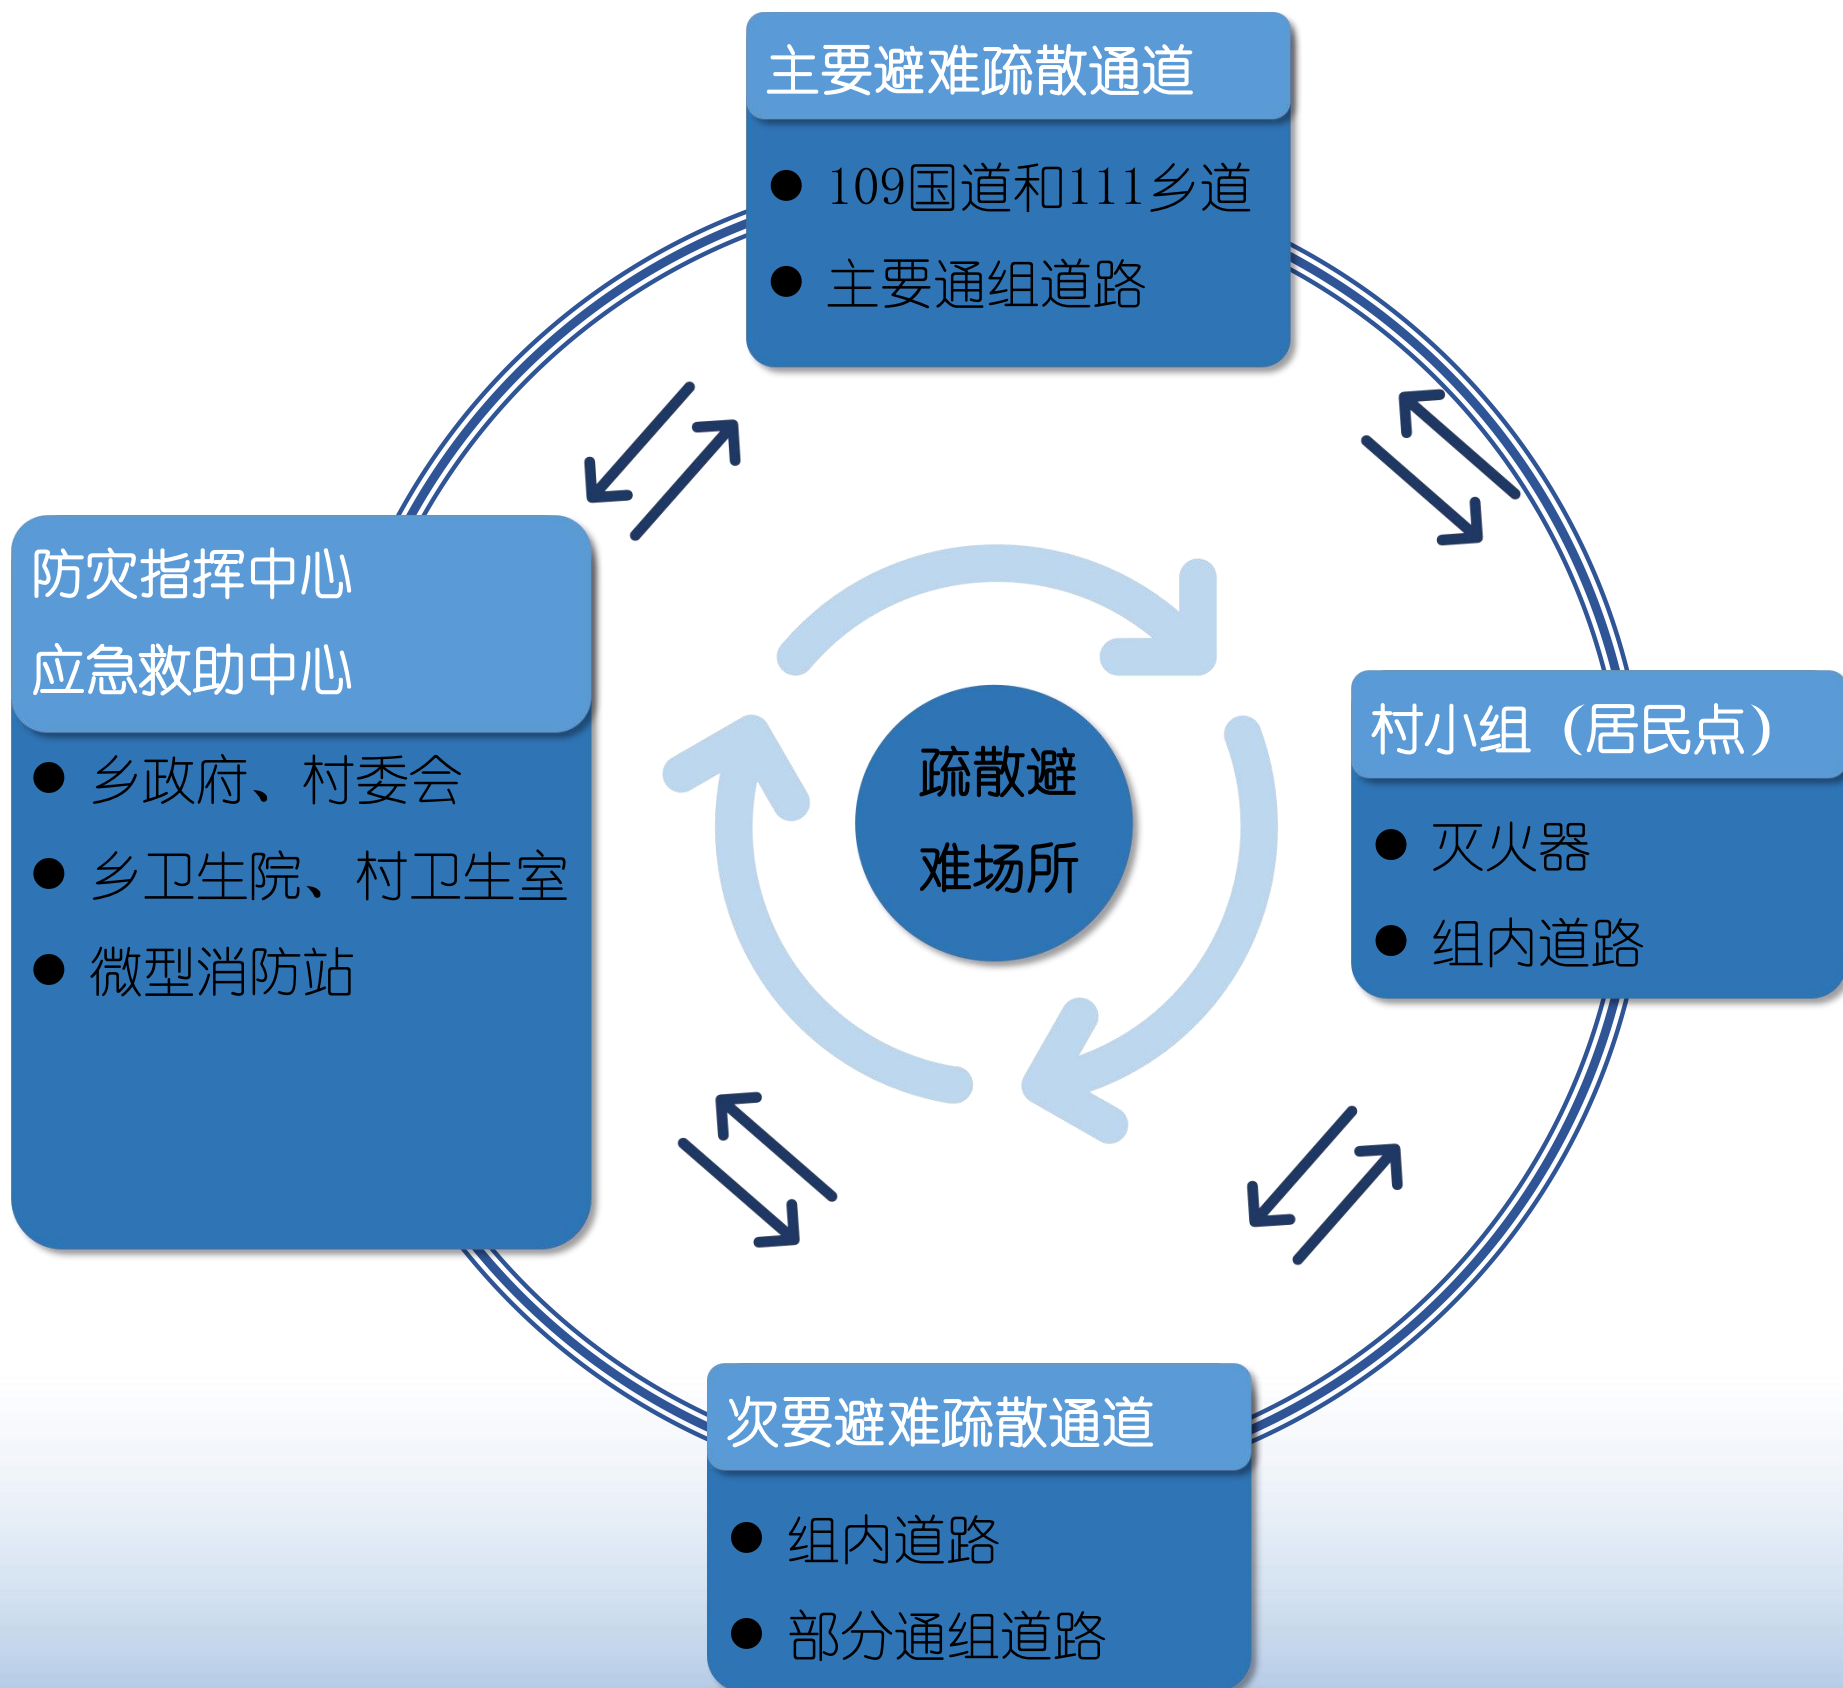 主要避难疏散通道
109国道和111乡道
主要通组道路
防灾指挥中心
应急救助中心
乡政府、村委会
乡卫生院、村卫生室
微型消防站
疏散避
难场所
村小组（居民点）
灭火器
组内道路
次要避难疏散通道
组内道路
部分通组道路